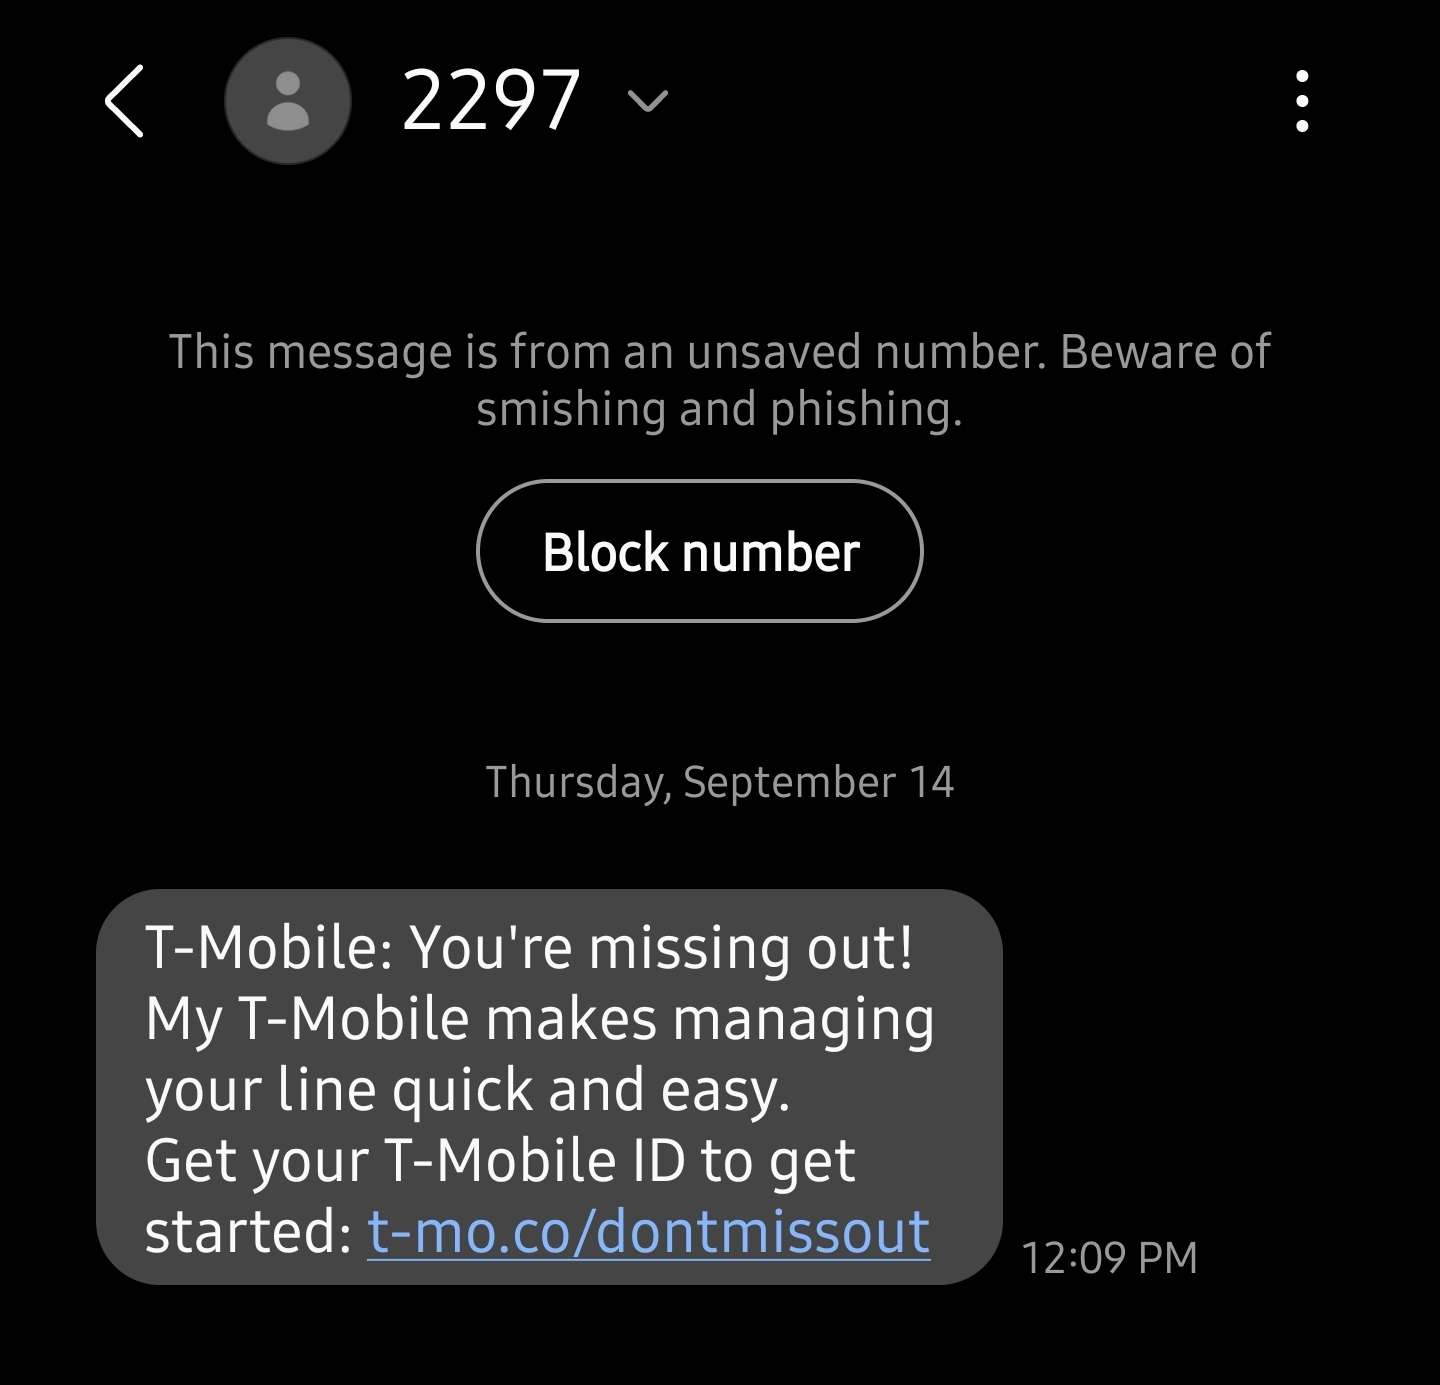 2297
This message is from an unsaved number. Beware of
smishing and phishing.
Block number
Thursday, September 14
T-Mobile: You're missing out!
My T-Mobile makes managing
your line quick and easy.
Get your T-Mobile ID to get
started: t-mo.co/dontmissout
12:09 PM